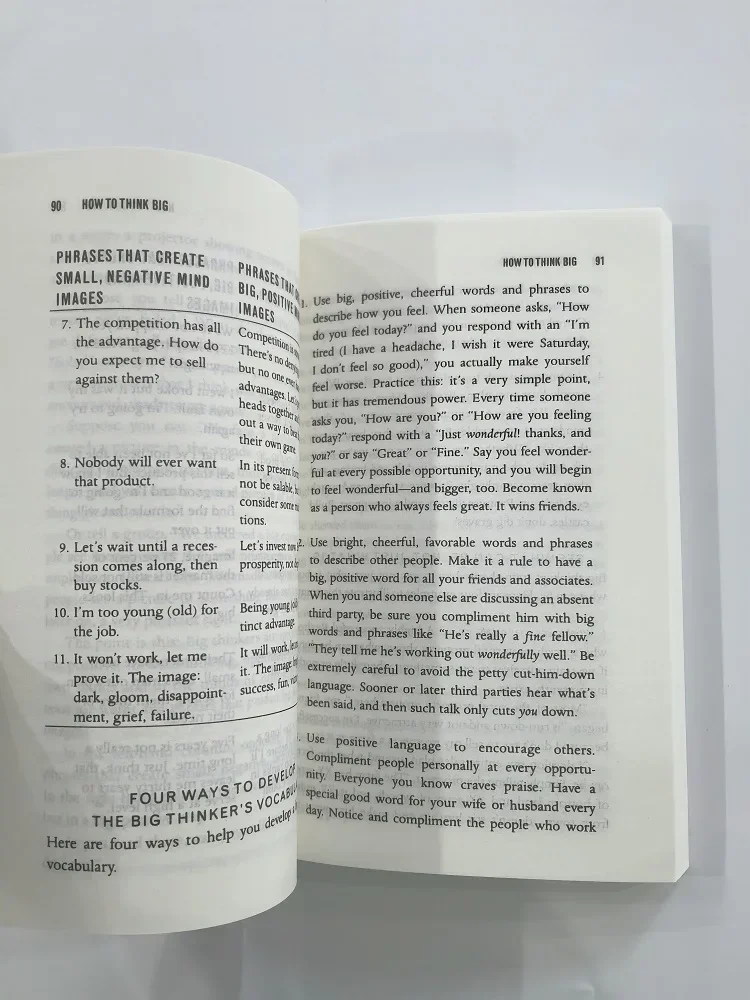 90 HOW TO THINK BIG
PHRASES THAT CREATE
SMALL, NEGATIVE MIND
IMAGES
7. The competition has all
the advantage. How do
you expect me to sell
against them?
8. Nobody will ever want
that product.
9. Let's wait until a reces-
sion comes along, then
buy stocks.
10. I'm too young (old) for
the job.
11. It won't work, let me
prove it. The image:
dark, gloom, disappoint-
ment, grief, failure.
PHRASES THAT
BIG, POSITIVE
IMAGES
Competition is
There's no
but no one ever
advantages.
heads together
out a way to
their own game
In its present
not be salable,
consider some
tions.
Let's invest now
prosperity, not
Being young
tinct advantage
It will work,
it. The image:
success, fun,
FOUR WAYS TO DEVELOP
THE BIG THINKER'S
Here are four ways to help you develop
vocabulary.
HOW TO THINK BIG 91
1. Use big, positive, cheerful words and phrases to
describe how you feel. When someone asks, "How
do you feel today?" and you respond with an "I'm
tired (I have a headache, I wish it were Saturday,
I don't feel so good)," you actually make yourself
feel worse. Practice this: it's a very simple point,
but it has tremendous power. Every time someone
asks you, "How are you?" or "How are you feeling
today?" respond with a "Just wonderful! thanks, and
you?" or say "Great" or "Fine." Say you feel wonder-
ful at every possible opportunity, and you will begin
to feel wonderful—and bigger, too. Become known
as a person who always feels great. It wins friends.
2. Use bright, cheerful, favorable words and phrases
to describe other people. Make it a rule to have a
big, positive word for all your friends and associates.
When you and someone else are discussing an absent
third party, be sure you compliment him with big
words and phrases like "He's really a fine fellow."
"They tell me he's working out wonderfully well." Be
extremely careful to avoid the petty cut-him-down
language. Sooner or later third parties hear what's
been said, and then such talk only cuts you down.
Use positive language to encourage others.
Compliment people personally at every opportu-
nity. Everyone you know craves praise. Have a
special good word for your wife or husband every
day. Notice and compliment the people who work